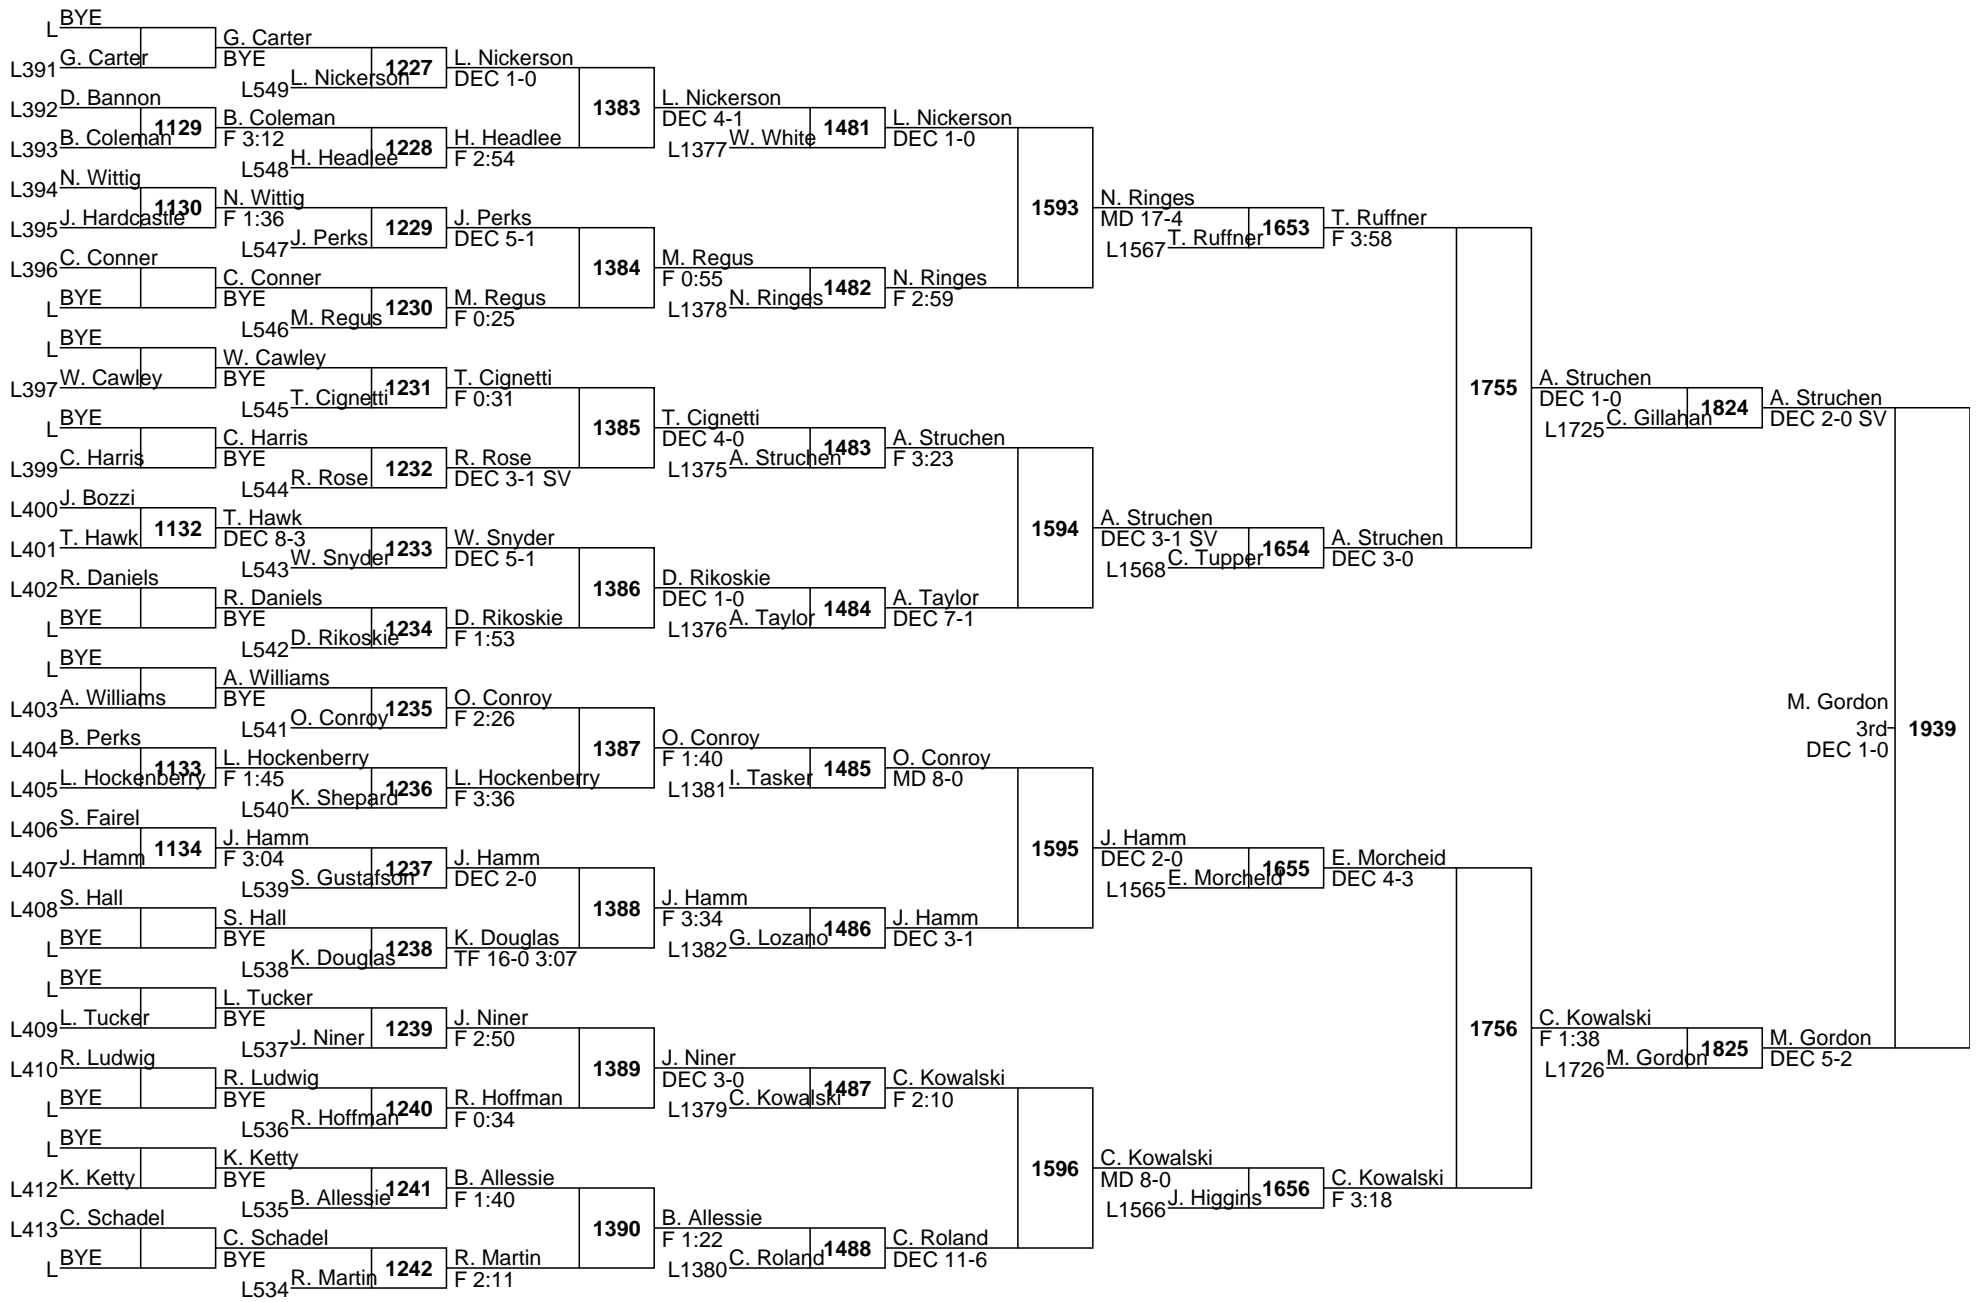 BYE
L
G. Carter
L391
G. Carter
BYE
L. Nickerson
L549
1227
L. Nickerson
DEC 1-0
D. Bannon
L392
1129
B. Coleman
L393
B. Coleman
F 3:12
H. Headlee
L548
1228
H. Headlee
F 2:54
1383
L. Nickerson
DEC 4-1
W. White
L1377
1481
L. Nickerson
DEC 1-0
N. Wittig
L394
1130
J. Hardcastle
L395
N. Wittig
F 1:36
J. Perks
L547
1229
J. Perks
DEC 5-1
C. Conner
L396
BYE
L
C. Conner
BYE
M. Regus
L546
1230
M. Regus
F 0:25
1384
M. Regus
F 0:55
N. Ringes
L1378
1482
N. Ringes
F 2:59
1593
N. Ringes
MD 17-4
T. Ruffner
L1567
1653
T. Ruffner
F 3:58
BYE
L
W. Cawley
L397
W. Cawley
BYE
T. Cignetti
L545
1231
T. Cignetti
F 0:31
BYE
L
C. Harris
L399
C. Harris
BYE
R. Rose
L544
1232
R. Rose
DEC 3-1 SV
1385
T. Cignetti
DEC 4-0
A. Struchen
L1375
1483
A. Struchen
F 3:23
J. Bozzi
L400
1132
T. Hawk
L401
T. Hawk
DEC 8-3
W. Snyder
L543
1233
W. Snyder
DEC 5-1
R. Daniels
L402
BYE
L
R. Daniels
BYE
D. Rikoskie
L542
1234
D. Rikoskie
F 1:53
1386
D. Rikoskie
DEC 1-0
A. Taylor
L1376
1484
A. Taylor
DEC 7-1
1594
A. Struchen
DEC 3-1 SV
C. Tupper
L1568
1654
A. Struchen
DEC 3-0
1755
A. Struchen
DEC 1-0
C. Gillahan
L1725
1824
A. Struchen
DEC 2-0 SV
BYE
L
A. Williams
L403
A. Williams
BYE
O. Conroy
L541
1235
O. Conroy
F 2:26
B. Perks
L404
1133
L. Hockenberry
L405
L. Hockenberry
F 1:45
K. Shepard
L540
1236
L. Hockenberry
F 3:36
1387
O. Conroy
F 1:40
I. Tasker
L1381
1485
O. Conroy
MD 8-0
S. Fairel
L406
1134
J. Hamm
L407
J. Hamm
F 3:04
S. Gustafson
L539
1237
J. Hamm
DEC 2-0
S. Hall
L408
BYE
L
S. Hall
BYE
K. Douglas
L538
1238
K. Douglas
TF 16-0 3:07
1388
J. Hamm
F 3:34
G. Lozano
L1382
1486
J. Hamm
DEC 3-1
1595
J. Hamm
DEC 2-0
E. Morcheid
L1565
1655
E. Morcheid
DEC 4-3
BYE
L
L. Tucker
L409
L. Tucker
BYE
J. Niner
L537
1239
J. Niner
F 2:50
R. Ludwig
L410
BYE
L
R. Ludwig
BYE
R. Hoffman
L536
1240
R. Hoffman
F 0:34
1389
J. Niner
DEC 3-0
C. Kowalski
L1379
1487
C. Kowalski
F 2:10
BYE
L
K. Ketty
L412
K. Ketty
BYE
B. Allessie
L535
1241
B. Allessie
F 1:40
C. Schadel
L413
BYE
L
C. Schadel
BYE
R. Martin
L534
1242
R. Martin
F 2:11
1390
B. Allessie
F 1:22
C. Roland
L1380
1488
C. Roland
DEC 11-6
1596
C. Kowalski
MD 8-0
J. Higgins
L1566
1656
C. Kowalski
F 3:18
1756
C. Kowalski
F 1:38
M. Gordon
L1726
1825
M. Gordon
DEC 5-2
M. Gordon
3rd
DEC 1-0
1939